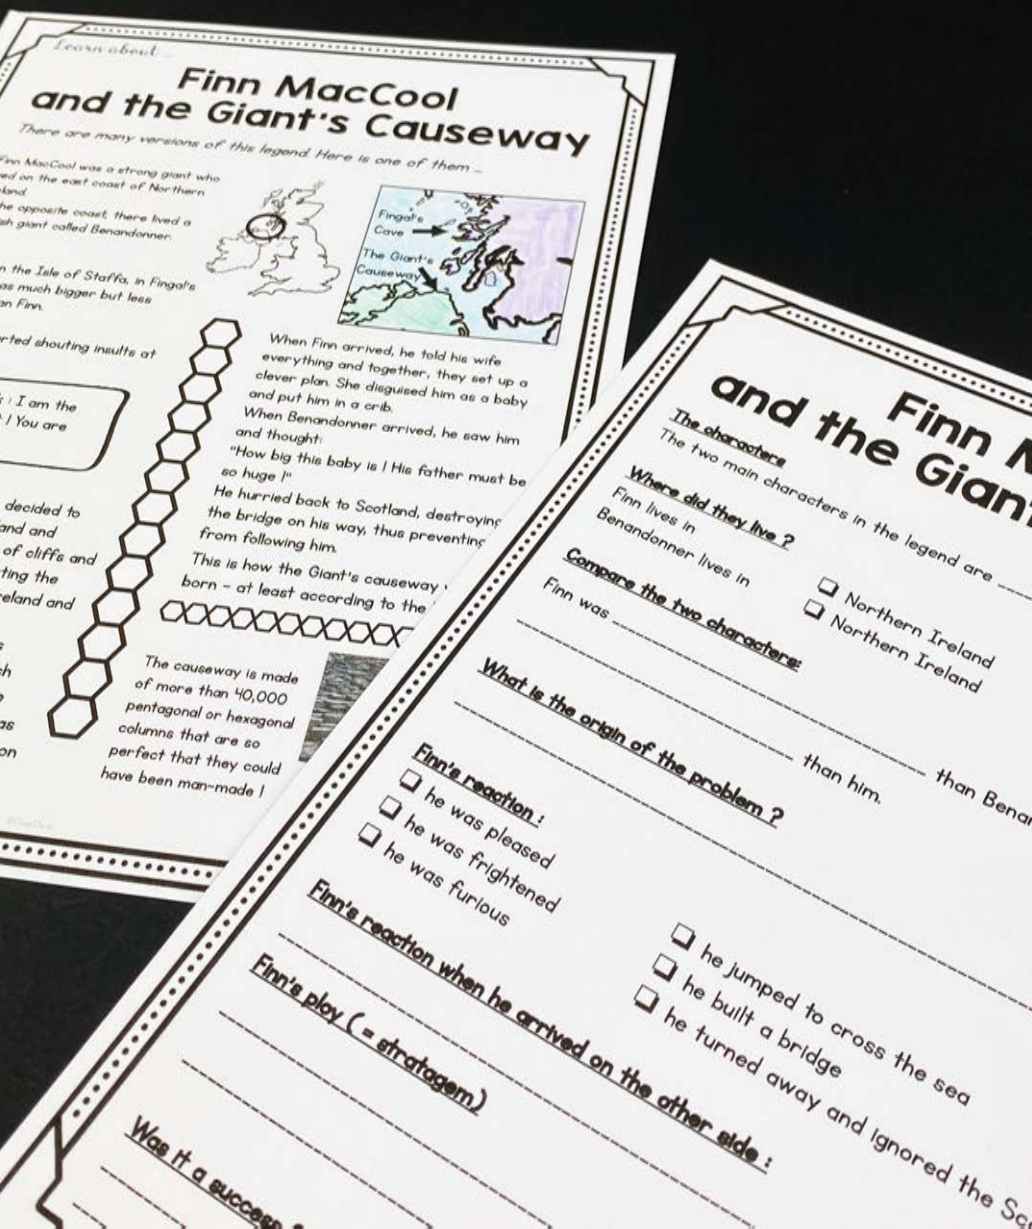 Learn about ...
Finn MacCool
and the Giant's Causeway
There are many versions of this legend. Here is one of them ...
Finn MacCool was a strong giant who
ed on the east coast of Northern
land.
he opposite coast, there lived a
sh giant called Benandonner.
n the Isle of Staffa, in Fingal's
as much bigger but less
an Finn.
rted shouting insults at
: I am the
! You are
decided to
and and
of cliffs and
ting the
eland and
ch
as
on
Fingal's
Cave
The Giant's
Causeway
When Finn arrived, he told his wife
everything and together, they set up a
clever plan. She disguised him as a baby
and put him in a crib.
When Benandonner arrived, he saw him
and thought:
"How big this baby is ! His father must be
so huge !"
He hurried back to Scotland, destroying
the bridge on his way, thus preventing
from following him.
This is how the Giant's causeway
born - at least according to the
The causeway is made
of more than 40,000
pentagonal or hexagonal
columns that are so
perfect that they could
have been man-made !
Finn M
and the Giant
The characters
The two main characters in the legend are
Where did they live ?
Finn lives in
Northern Ireland
Benandonner lives in
Northern Ireland
Compare the two characters:
Finn was
than Benan
than him.
What is the origin of the problem ?
Finn's reaction :
he was pleased
he was frightened
he was furious
he jumped to cross the sea
he built a bridge
he turned away and ignored the Sc
Finn's reaction when he arrived on the other side :
Finn's ploy ( = stratagem)
Was it a success ?